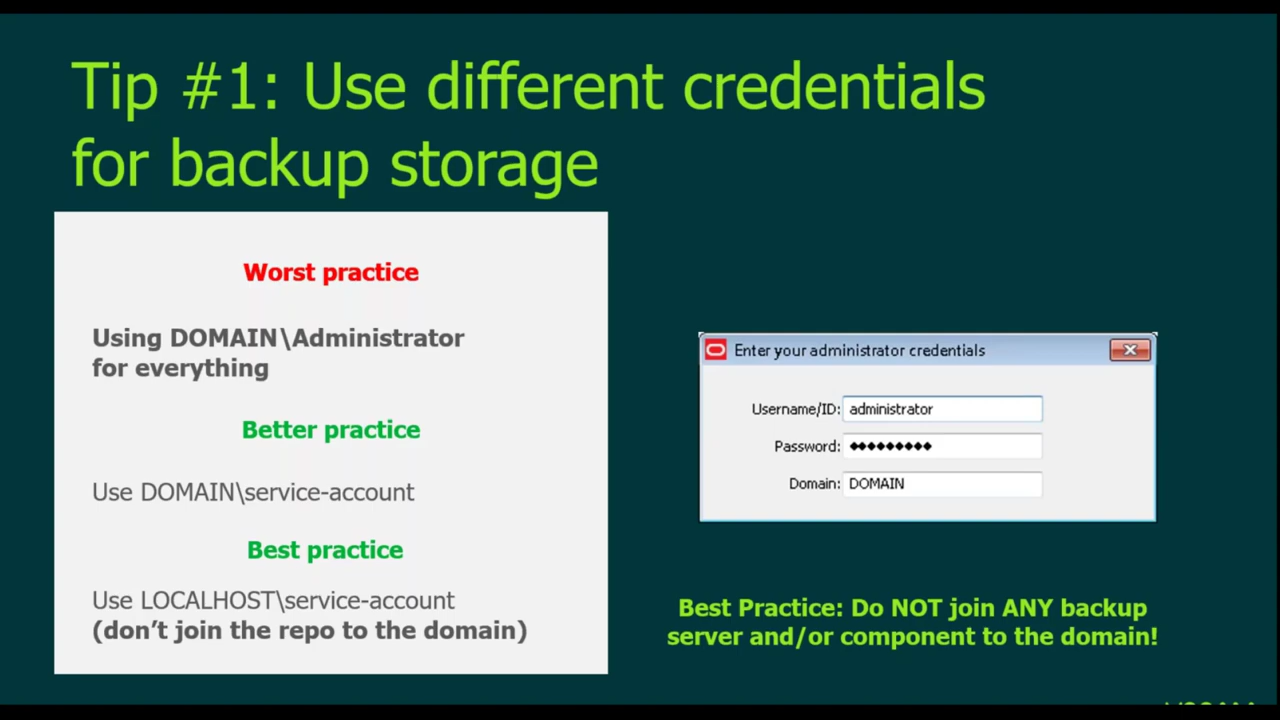 Tip #1: Use different credentials
for backup storage
Worst practice
Using DOMAIN\Administrator
for everything
Better practice
Use DOMAIN\service-account
Best practice
Use LOCALHOST\service-account
(don’t join the repo to the domain)
Enter your administrator credentials
Username/ID: administrator
Password: ♦♦♦♦♦♦♦♦♦
Domain: DOMAIN
Best Practice: Do NOT join ANY backup
server and/or component to the domain!